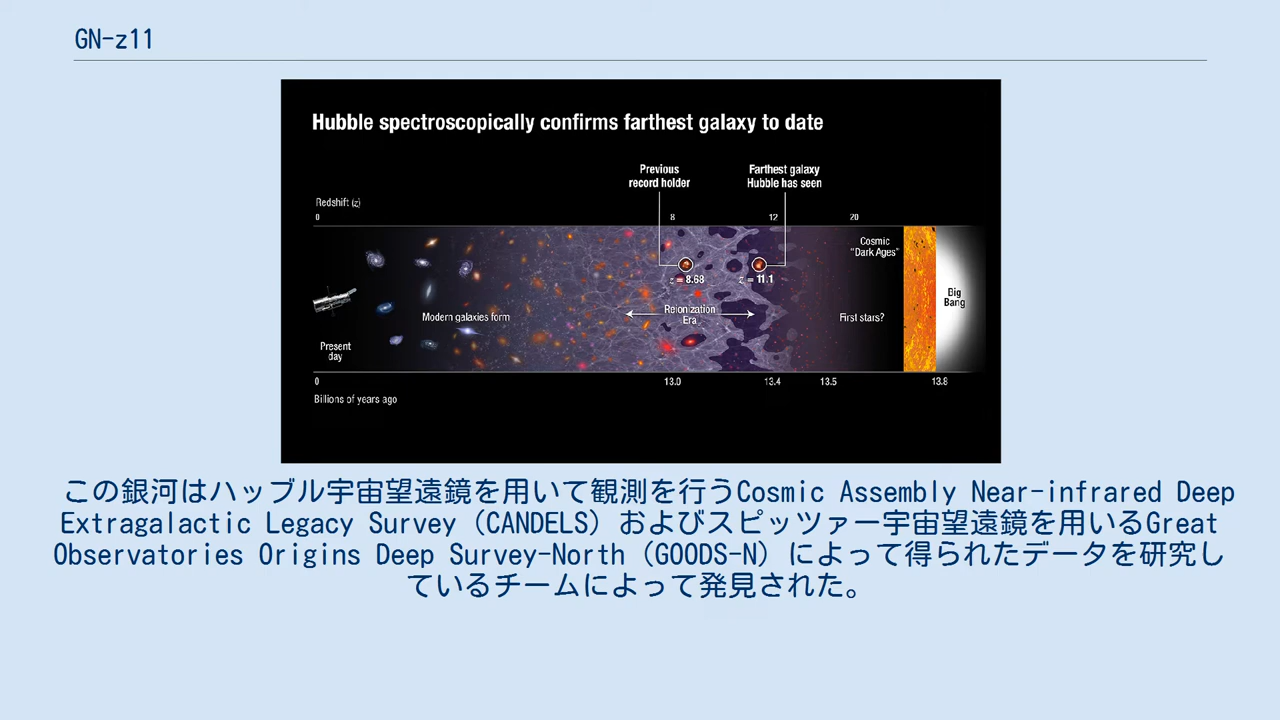 GN-z11
Hubble spectroscopically confirms farthest galaxy to date
Previous
record holder
Farthest galaxy
Hubble has seen
Redshift (z)
0
8
12
20
Cosmic
"Dark Ages"
z = 8.68
z = 11.1
Big
Bang
Reionization
Era
Modern galaxies form
First stars?
Present
day
0
13.0
13.4
13.5
13.8
Billions of years ago
この銀河はハッブル宇宙望遠鏡を用いて観測を行うCosmic Assembly Near-infrared Deep
Extragalactic Legacy Survey（CANDELS）およびスピッツァー宇宙望遠鏡を用いるGreat
Observatories Origins Deep Survey-North（GOODS-N）によって得られたデータを研究し
ているチームによって発見された。